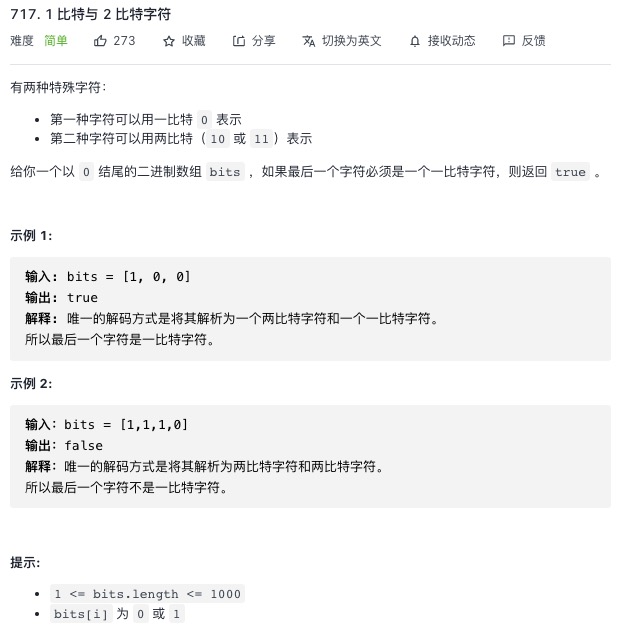 717. 1 比特与 2 比特字符
难度 简单 273 收藏 分享 切换为英文 接收动态 反馈
有两种特殊字符：
• 第一种字符可以用一比特 0 表示
• 第二种字符可以用两比特（10 或 11）表示
给你一个以 0 结尾的二进制数组 bits ，如果最后一个字符必须是一个一比特字符，则返回 true 。
示例 1:
输入: bits = [1, 0, 0]
输出: true
解释: 唯一的解码方式是将其解析为一个两比特字符和一个一比特字符。
所以最后一个字符是一比特字符。
示例 2:
输入：bits = [1,1,1,0]
输出：false
解释：唯一的解码方式是将其解析为两比特字符和两比特字符。
所以最后一个字符不是一比特字符。
提示:
• 1 <= bits.length <= 1000
• bits[i] 为 0 或 1